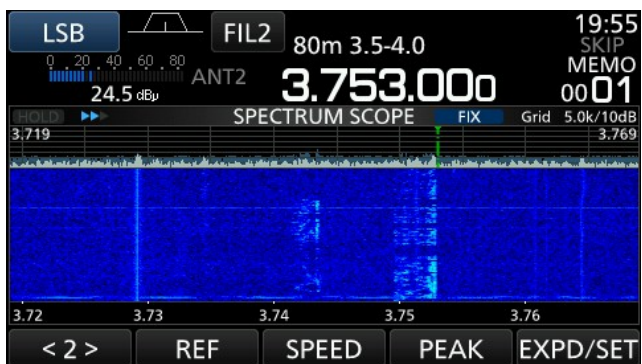 LSB FIL2 80m 3.5-4.0 19:55
SKIP
0 20 40 60 80 ANT2 MEMO
24.5 dBμ 3.753.000 0001
HOLD SPECTRUM SCOPE FIX Grid 5.0k/10dB
3.719 3.769
3.72 3.73 3.74 3.75 3.76
< 2 > REF SPEED PEAK EXPD/SET